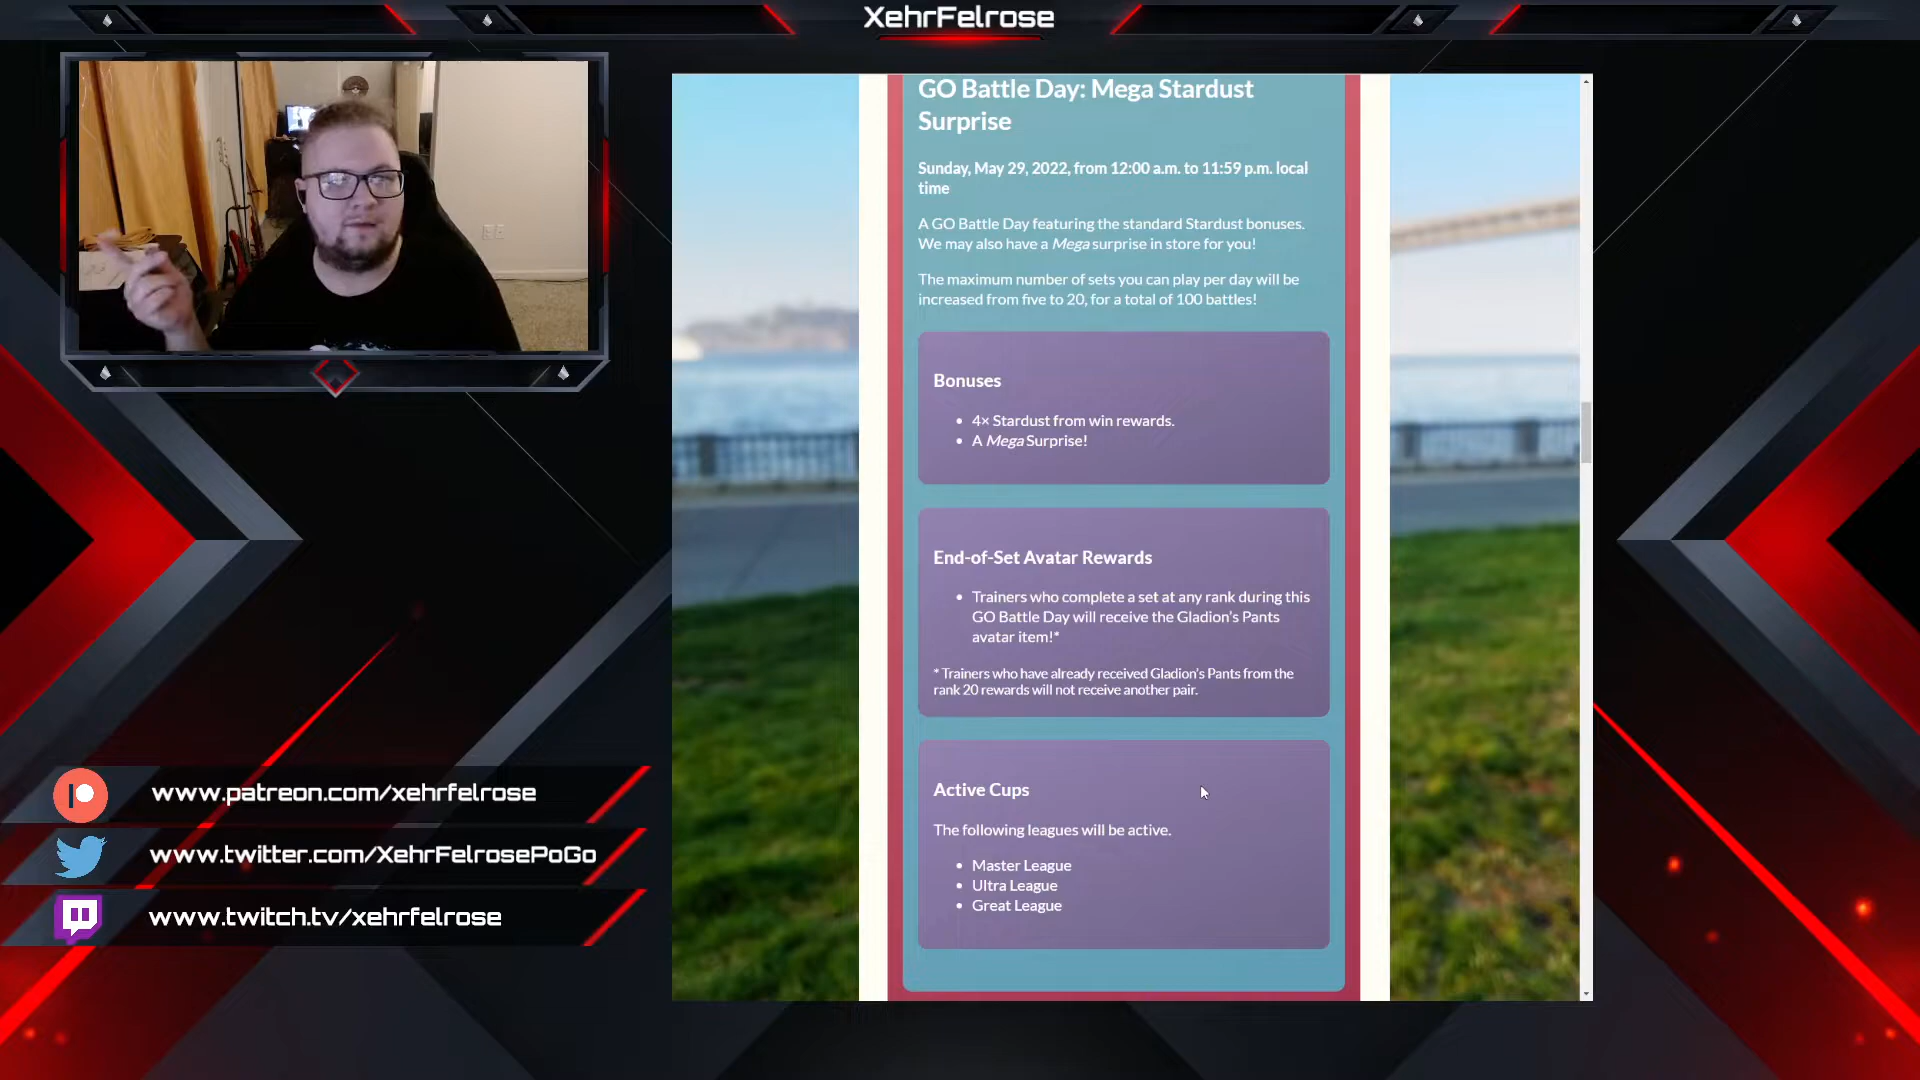 XehrFelrose
GO Battle Day: Mega Stardust
Surprise
Sunday, May 29, 2022, from 12:00 a.m. to 11:59 p.m. local
time
A GO Battle Day featuring the standard Stardust bonuses.
We may also have a Mega surprise in store for you!
The maximum number of sets you can play per day will be
increased from five to 20, for a total of 100 battles!
Bonuses
• 4× Stardust from win rewards.
• A Mega Surprise!
End-of-Set Avatar Rewards
• Trainers who complete a set at any rank during this
GO Battle Day will receive the Gladion's Pants
avatar item!*
* Trainers who have already received Gladion's Pants from the
rank 20 rewards will not receive another pair.
Active Cups
The following leagues will be active.
• Master League
• Ultra League
• Great League
www.patreon.com/xehrfelrose
www.twitter.com/XehrFelrosePoGo
www.twitch.tv/xehrfelrose